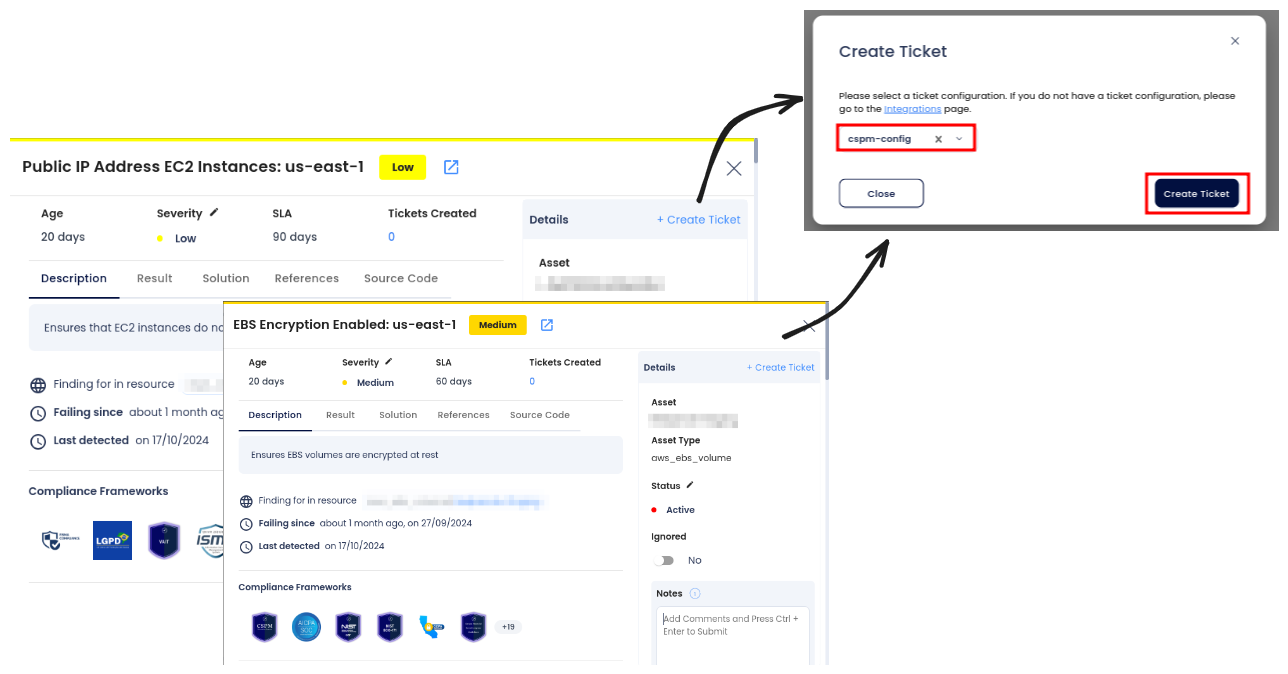 Create Ticket
Please select a ticket configuration. If you do not have a ticket configuration, please
go to the Integrations page.
cspm-config
Close
Create Ticket
Public IP Address EC2 Instances: us-east-1
Low
Age
Severity
SLA
Tickets Created
20 days
Low
90 days
0
Details
+ Create Ticket
Asset
Description
Result
Solution
References
Source Code
Ensures that EC2 instances do
Finding for in resource
Failing since about 1 month
Last detected on 17/10/2024
Compliance Frameworks
LGPD
ISM
EBS Encryption Enabled: us-east-1
Medium
Age
Severity
SLA
Tickets Created
20 days
Medium
60 days
0
Description
Result
Solution
References
Source Code
Ensures EBS volumes are encrypted at rest
Finding for in resource
Failing since about 1 month ago, on 27/09/2024
Last detected on 17/10/2024
Compliance Frameworks
CSPM
AICPA
SOC
NIST
NIST
+19
Details
+ Create Ticket
Asset
Asset Type
aws_ebs_volume
Status
Active
Ignored
No
Notes
Add Comments and Press Ctrl +
Enter to Submit